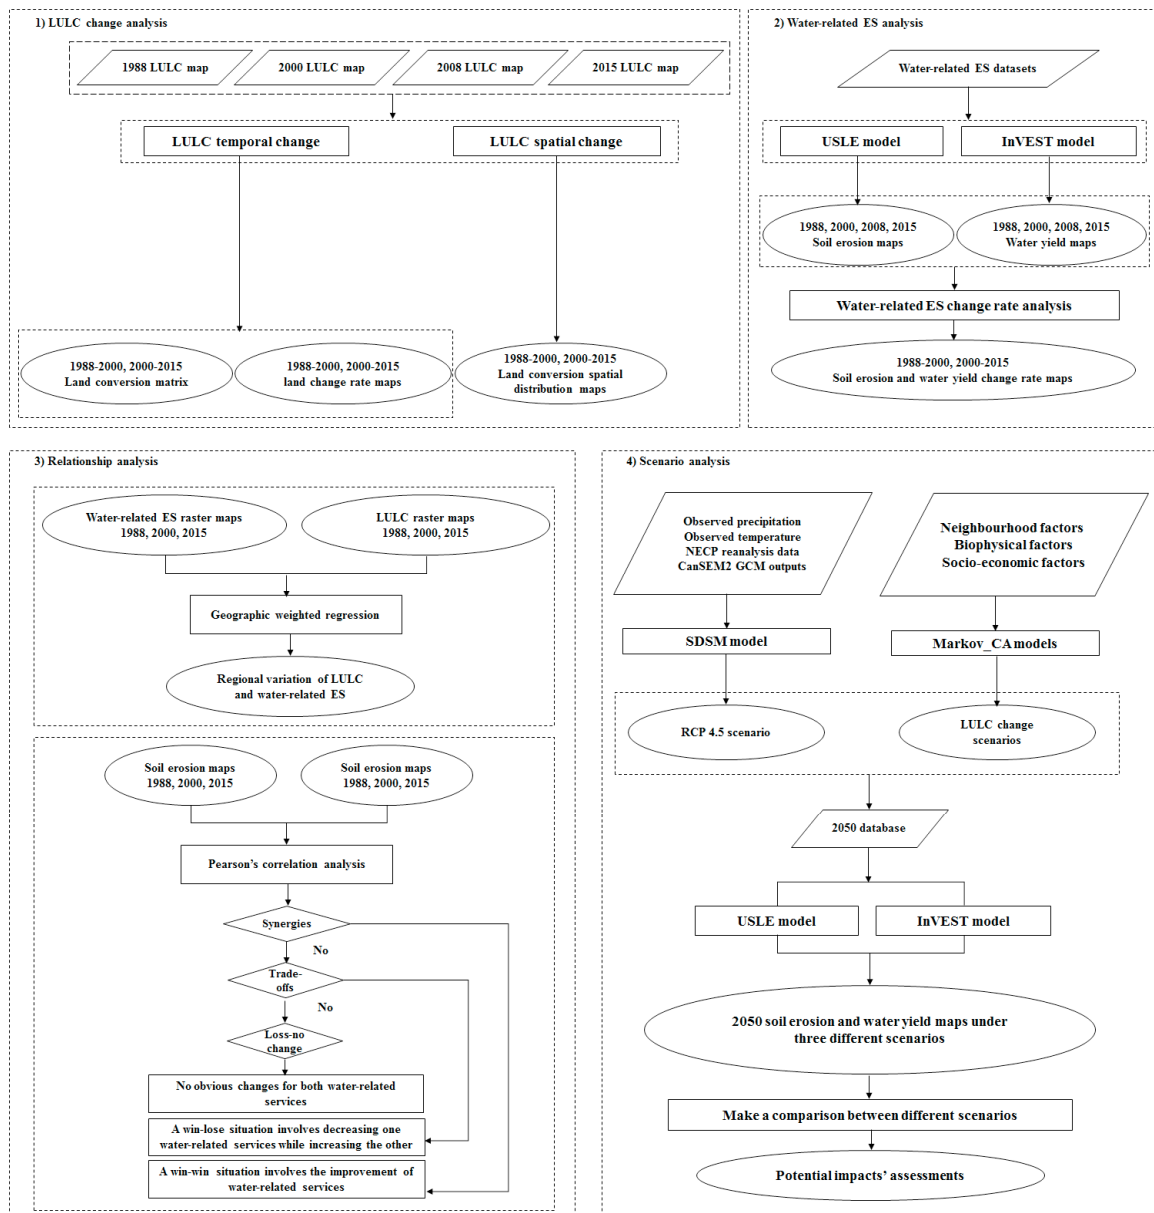 1) LULC change analysis
1988 LULC map
2000 LULC map
2008 LULC map
2015 LULC map
LULC temporal change
LULC spatial change
1988-2000, 2000-2015
Land conversion matrix
1988-2000, 2000-2015
land change rate maps
1988-2000, 2000-2015
Land conversion spatial
distribution maps
2) Water-related ES analysis
Water-related ES datasets
USLE model
InVEST model
1988, 2000, 2008, 2015
Soil erosion maps
1988, 2000, 2008, 2015
Water yield maps
Water-related ES change rate analysis
1988-2000, 2000-2015
Soil erosion and water yield change rate maps
3) Relationship analysis
Water-related ES raster maps
1988, 2000, 2015
LULC raster maps
1988, 2000, 2015
Geographic weighted regression
Regional variation of LULC
and water-related ES
Soil erosion maps
1988, 2000, 2015
Soil erosion maps
1988, 2000, 2015
Pearson's correlation analysis
Synergies
No
Trade-
offs
No
Loss-no
change
No obvious changes for both water-related
services
A win-lose situation involves decreasing one
water-related services while increasing the other
A win-win situation involves the improvement of
water-related services
4) Scenario analysis
Observed precipitation
Observed temperature
NECP reanalysis data
CanSEM2 GCM outputs
Neighbourhood factors
Biophysical factors
Socio-economic factors
SDSM model
Markov_CA models
RCP 4.5 scenario
LULC change
scenarios
2050 database
USLE model
InVEST model
2050 soil erosion and water yield maps under
three different scenarios
Make a comparison between different scenarios
Potential impacts' assessments